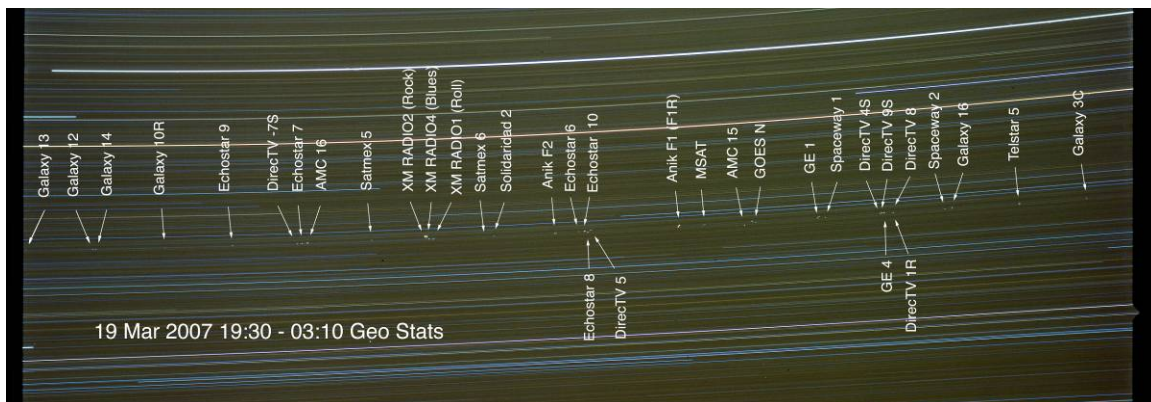 Galaxy 13
Galaxy 12
Galaxy 14
Galaxy 10R
Echostar 9
DirecTV -7S
Echostar 7
AMC 16
Satmex 5
XM RADIO2 (Rock)
XM RADIO4 (Blues)
XM RADIO1 (Roll)
Satmex 6
Solidaridad 2
Anik F2
Echostar 6
Echostar 10
Anik F1 (F1R)
MSAT
AMC 15
GOES N
GE 1
Spaceway 1
DirecTV 4S
DirecTV 9S
DirecTV 8
Spaceway 2
Galaxy 16
Telstar 5
Galaxy 3C
Echostar 8
DirecTV 5
GE 4
DirecTV 1R
19 Mar 2007 19:30 - 03:10 Geo Stats